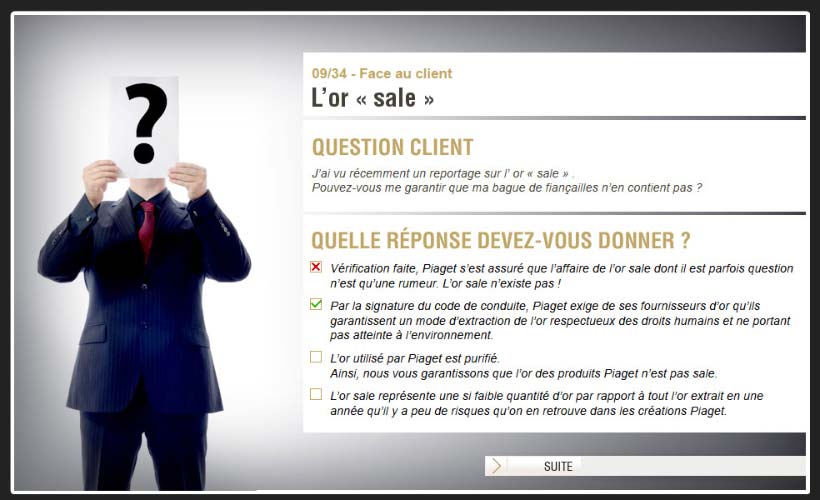 ?
09/34 - Face au client
L'or « sale »
QUESTION CLIENT
J'ai vu récemment un reportage sur l' or « sale » .
Pouvez-vous me garantir que ma bague de fiançailles n'en contient pas ?
QUELLE RÉPONSE DEVEZ-VOUS DONNER ?
Vérification faite, Piaget s'est assuré que l'affaire de l'or sale dont il est parfois question
n'est qu'une rumeur. L'or sale n'existe pas !
Par la signature du code de conduite, Piaget exige de ses fournisseurs d'or qu'ils
garantissent un mode d'extraction de l'or respectueux des droits humains et ne portant
pas atteinte à l'environnement.
L'or utilisé par Piaget est purifié.
Ainsi, nous vous garantissons que l'or des produits Piaget n'est pas sale.
L'or sale représente une si faible quantité d'or par rapport à tout l'or extrait en une
année qu'il y a peu de risques qu'on en retrouve dans les créations Piaget.
SUITE